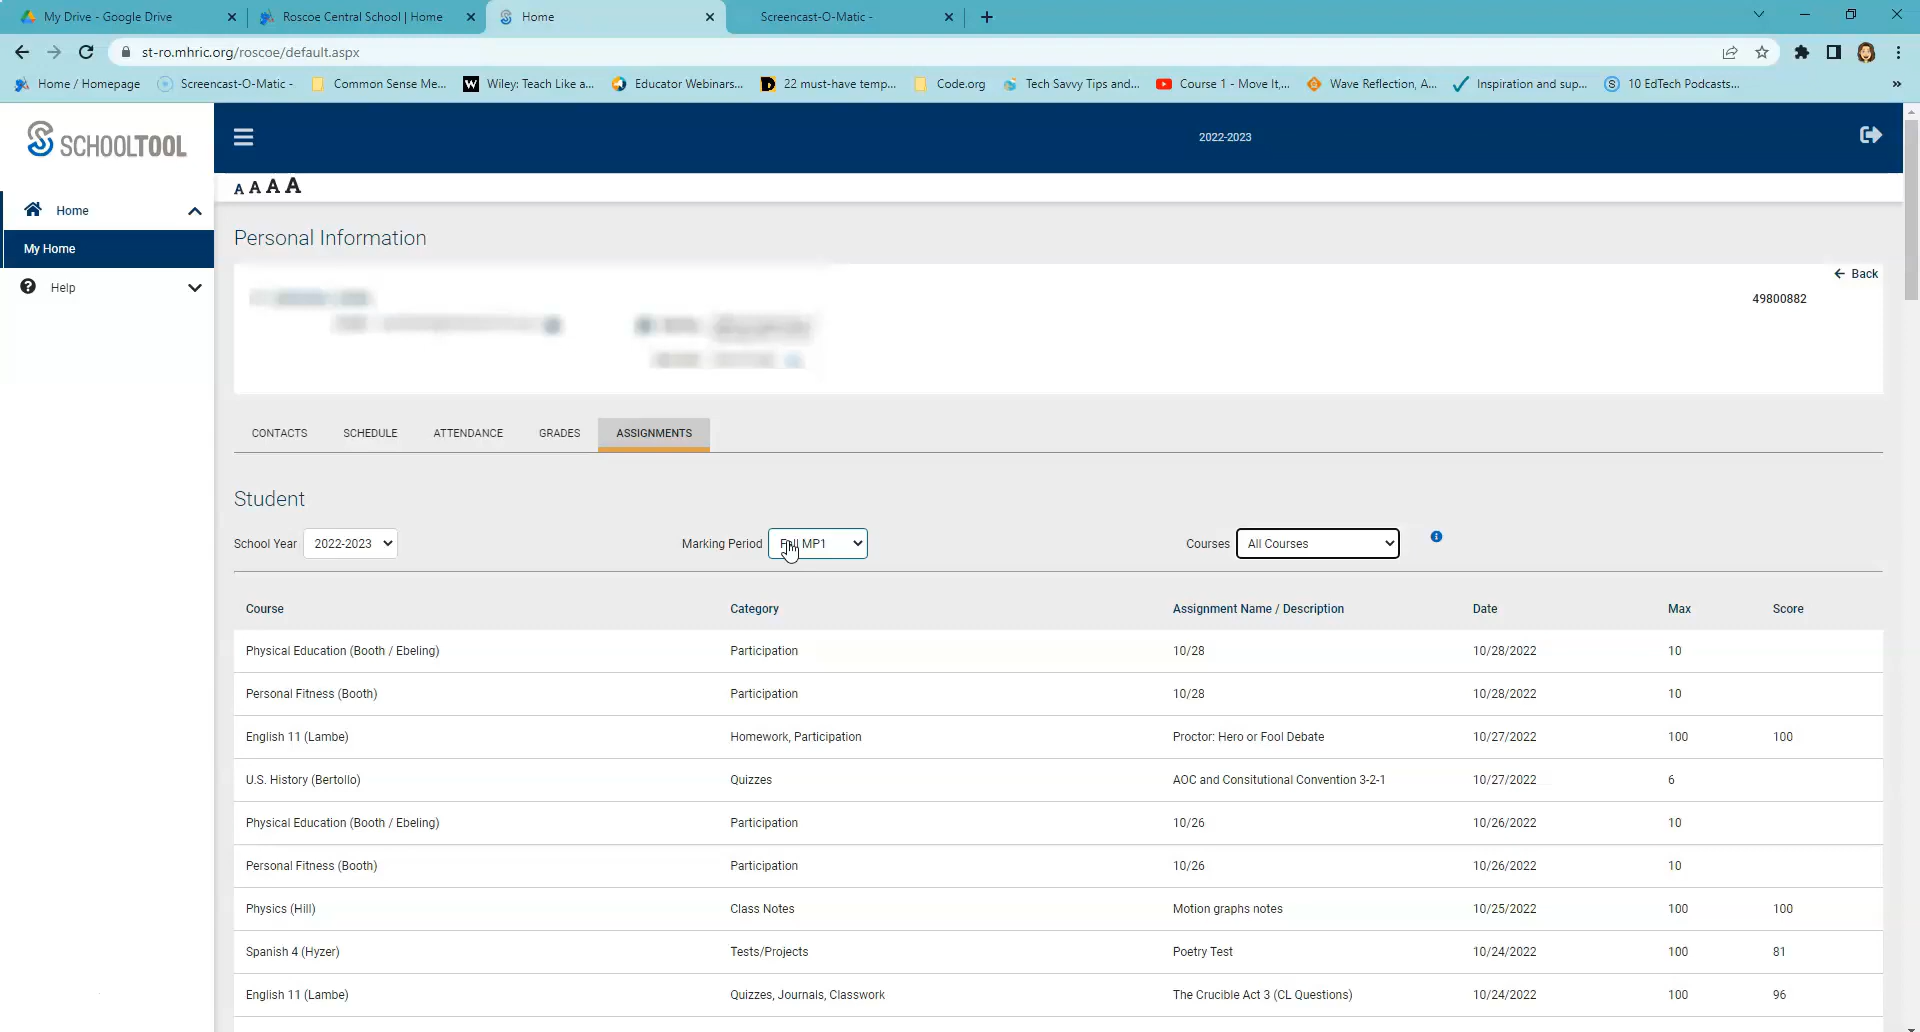 My Drive - Google Drive
Roscoe Central School | Home
Home
Screencast-O-Matic -
st-ro.mhric.org/roscoe/default.aspx
Home / Homepage
Screencast-O-Matic -
Common Sense Me...
Wiley: Teach Like a...
Educator Webinars...
22 must-have temp...
Code.org
Tech Savvy Tips and...
Course 1 - Move It,...
Wave Reflection, A...
Inspiration and sup...
10 EdTech Podcasts...
SCHOOLTOOL
2022-2023
A A A A
Home
My Home
Help
Personal Information
Back
49800882
CONTACTS SCHEDULE ATTENDANCE GRADES ASSIGNMENTS
Student
School Year 2022-2023 Marking Period MP1 Courses All Courses
Course Category Assignment Name / Description Date Max Score
Physical Education (Booth / Ebeling) Participation 10/28 10/28/2022 10
Personal Fitness (Booth) Participation 10/28 10/28/2022 10
English 11 (Lambe) Homework, Participation Proctor: Hero or Fool Debate 10/27/2022 100 100
U.S. History (Bertollo) Quizzes AOC and Consitutional Convention 3-2-1 10/27/2022 6
Physical Education (Booth / Ebeling) Participation 10/26 10/26/2022 10
Personal Fitness (Booth) Participation 10/26 10/26/2022 10
Physics (Hill) Class Notes Motion graphs notes 10/25/2022 100 100
Spanish 4 (Hyzer) Tests/Projects Poetry Test 10/24/2022 100 81
English 11 (Lambe) Quizzes, Journals, Classwork The Crucible Act 3 (CL Questions) 10/24/2022 100 96